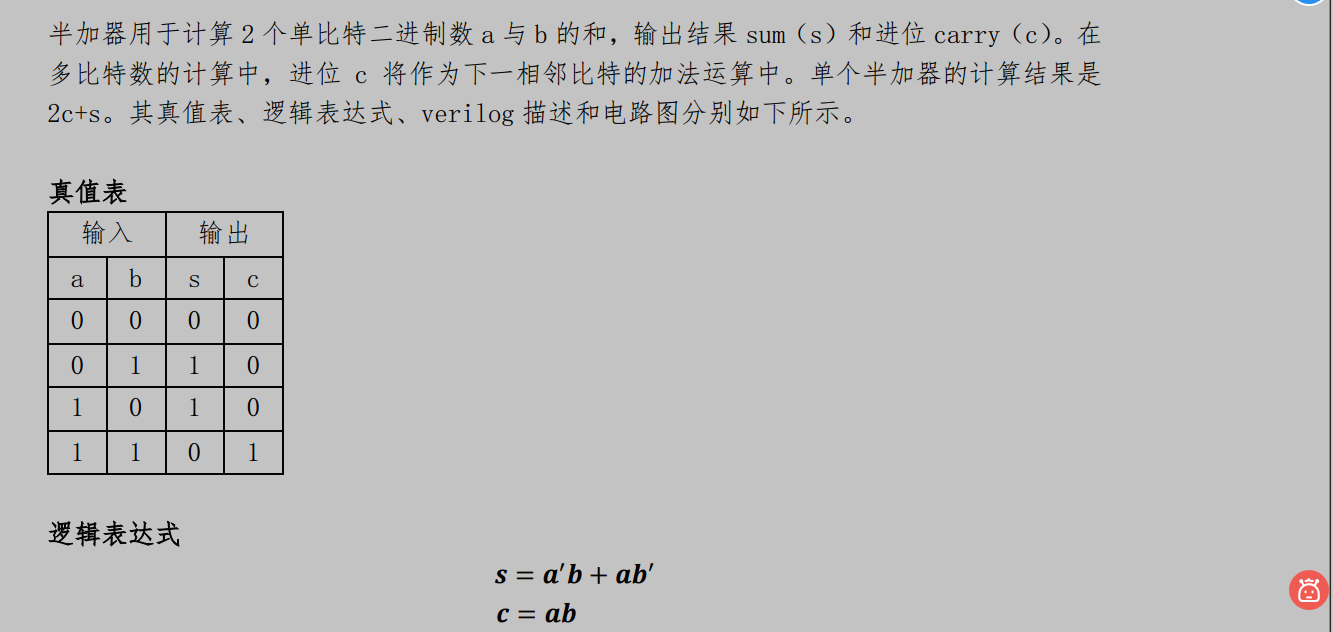 半加器用于计算 2 个单比特二进制数 a 与 b 的和，输出结果 sum（s）和进位 carry（c）。在
多比特数的计算中，进位 c 将作为下一相邻比特的加法运算中。单个半加器的计算结果是
2c+s。其真值表、逻辑表达式、verilog 描述和电路图分别如下所示。
真值表
输入 输出
a b s c
0 0 0 0
0 1 1 0
1 0 1 0
1 1 0 1
逻辑表达式
s = a′b + ab′
c = ab